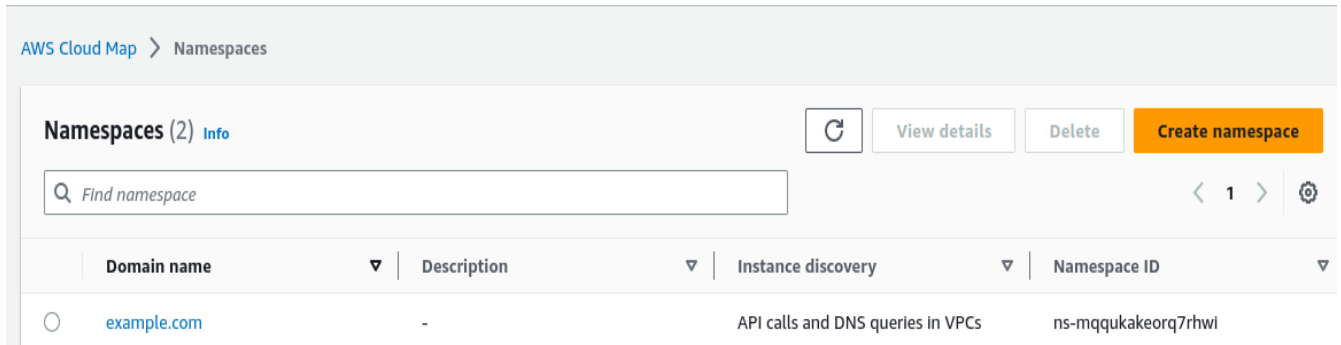 AWS Cloud Map > Namespaces
Namespaces (2) Info
View details
Delete
Create namespace
Find namespace
< 1 >
Domain name
Description
Instance discovery
Namespace ID
example.com
-
API calls and DNS queries in VPCs
ns-mqqukakeorq7rhwi